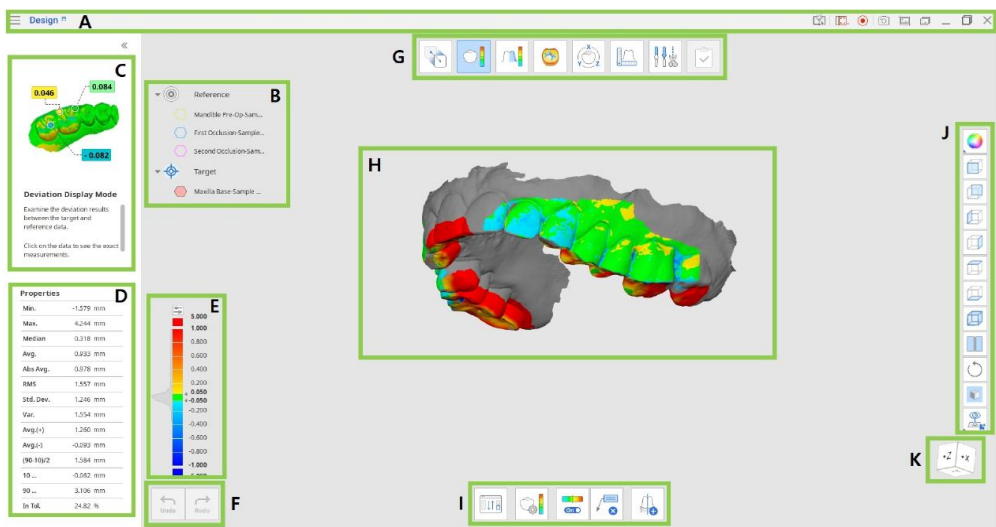 Design
A
C
0.046
0.084
- 0.082
Deviation Display Mode
Examine the deviation results
between the target and
reference data.
Click on the data to see the exact
measurements.
B
Reference
Mandible Pre-Op-Sam...
First Occlusion-Sample...
Second Occlusion-Sam...
Target
Maxilla Base-Sample ...
G
X
Y
Z
H
J
Properties
D
Min. -1.579 mm
Max. 4.244 mm
Median 0.318 mm
Avg. 0.933 mm
Abs Avg. 0.978 mm
RMS 1.557 mm
Std. Dev. 1.246 mm
Var. 1.554 mm
Avg.(+) 1.260 mm
Avg.(-) -0.093 mm
(90-10)/2 1.584 mm
10 ... -0.062 mm
90 ... 3.106 mm
In Tol. 24.82 %
E
5.000
1.000
0.800
0.600
0.400
0.200
0.050
-0.050
-0.200
-0.400
-0.600
-0.800
-1.000
F
Undo
Redo
I
On
K
+Z
+X